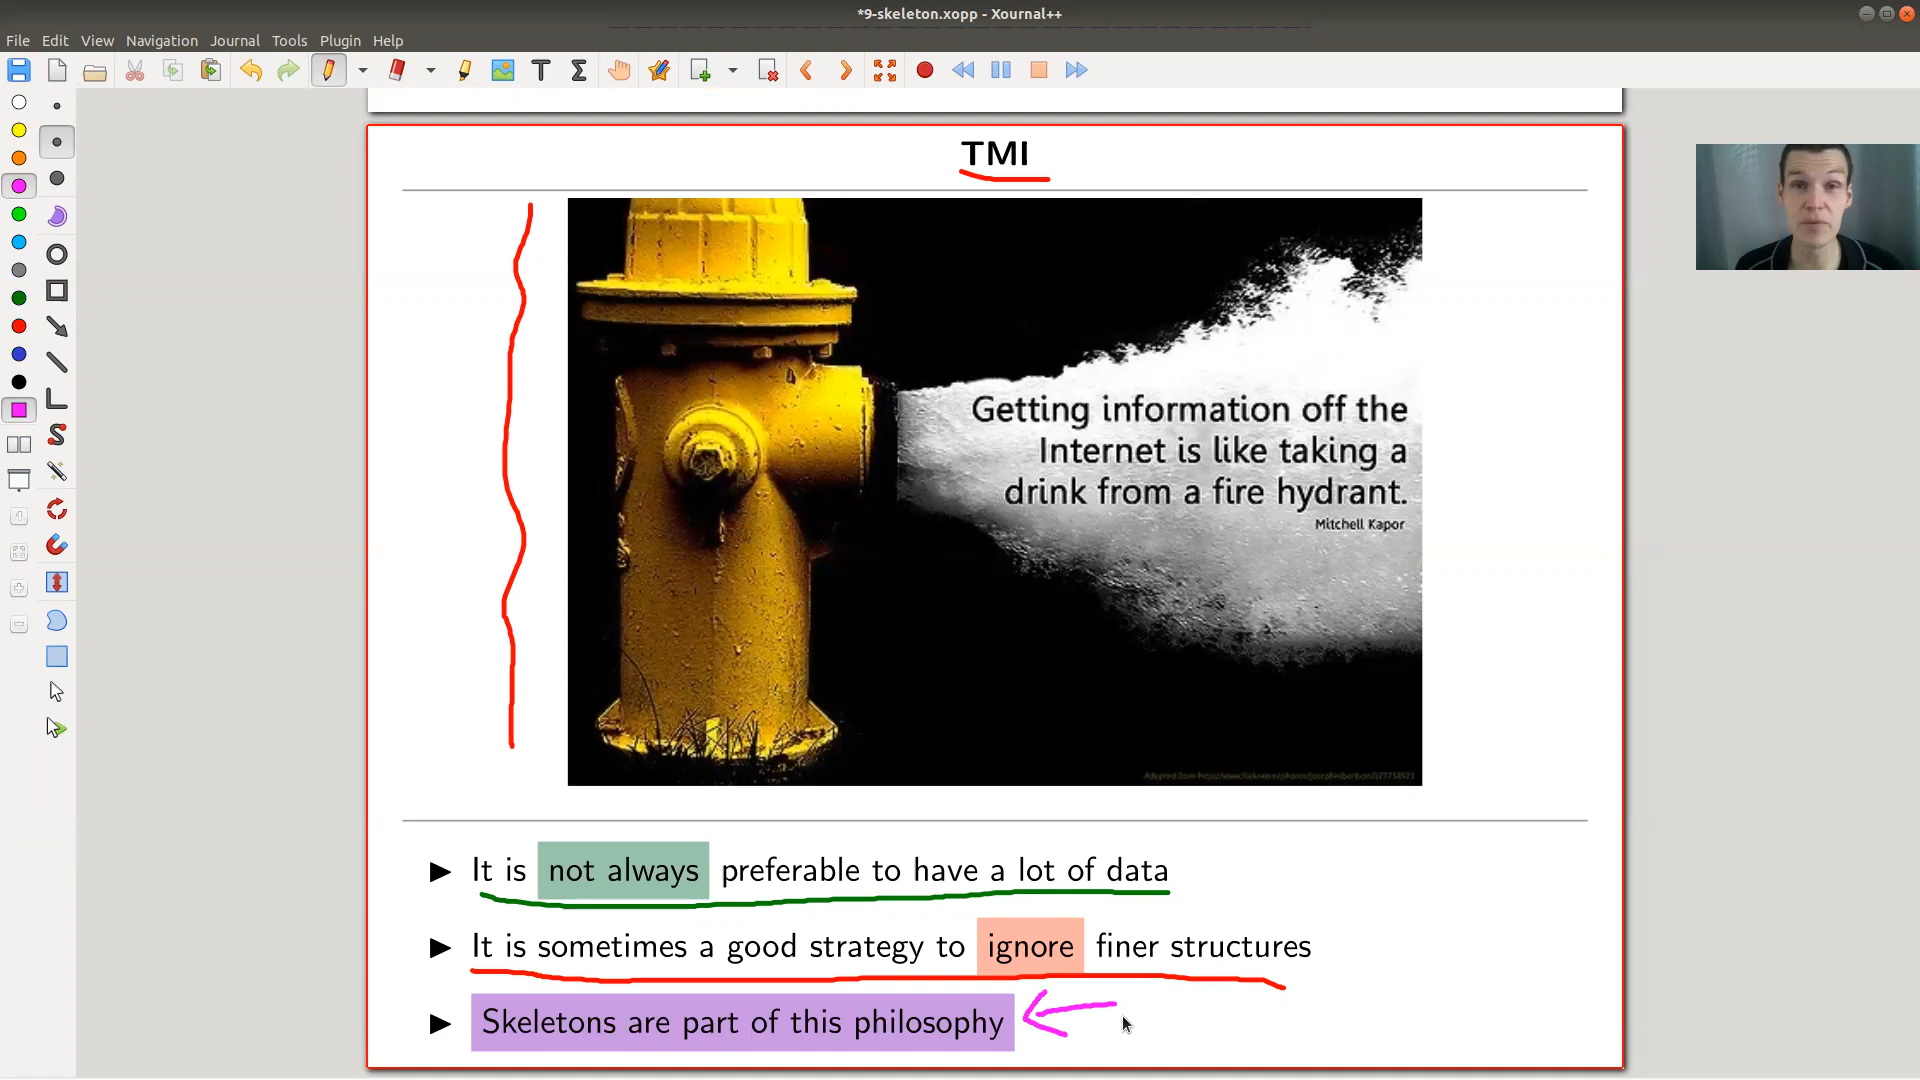 *9-skeleton.xopp - Xournal++
File Edit View Navigation Journal Tools Plugin Help
TMI
Getting information off the
Internet is like taking a
drink from a fire hydrant.
Mitchell Kapor
▶ It is not always preferable to have a lot of data
▶ It is sometimes a good strategy to ignore finer structures
▶ Skeletons are part of this philosophy